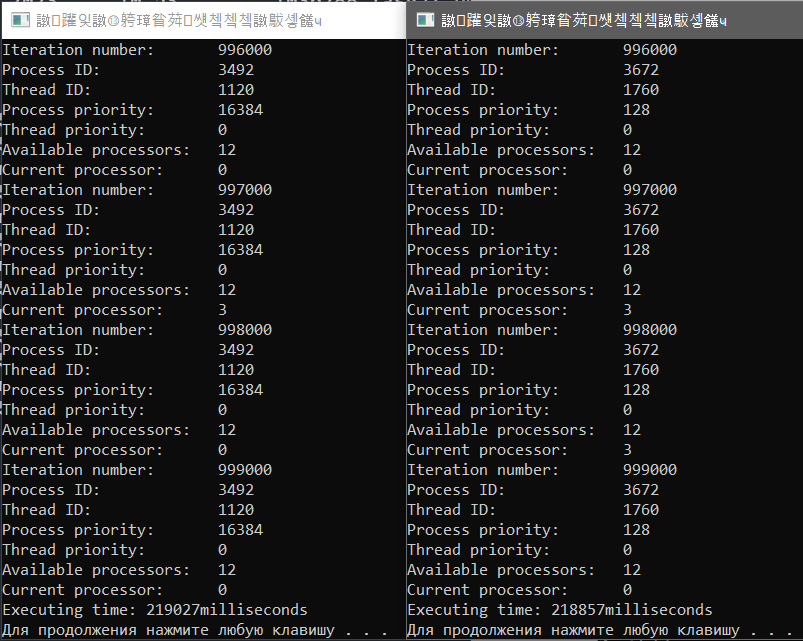 Iteration number: 996000
Process ID: 3492
Thread ID: 1120
Process priority: 16384
Thread priority: 0
Available processors: 12
Current processor: 0
Iteration number: 997000
Process ID: 3492
Thread ID: 1120
Process priority: 16384
Thread priority: 0
Available processors: 12
Current processor: 3
Iteration number: 998000
Process ID: 3492
Thread ID: 1120
Process priority: 16384
Thread priority: 0
Available processors: 12
Current processor: 0
Iteration number: 999000
Process ID: 3492
Thread ID: 1120
Process priority: 16384
Thread priority: 0
Available processors: 12
Current processor: 0
Executing time: 219027milliseconds
Для продолжения нажмите любую клавишу . . .
Iteration number: 996000
Process ID: 3672
Thread ID: 1760
Process priority: 128
Thread priority: 0
Available processors: 12
Current processor: 0
Iteration number: 997000
Process ID: 3672
Thread ID: 1760
Process priority: 128
Thread priority: 0
Available processors: 12
Current processor: 3
Iteration number: 998000
Process ID: 3672
Thread ID: 1760
Process priority: 128
Thread priority: 0
Available processors: 12
Current processor: 3
Iteration number: 999000
Process ID: 3672
Thread ID: 1760
Process priority: 128
Thread priority: 0
Available processors: 12
Current processor: 0
Executing time: 218857milliseconds
Для продолжения нажмите любую клавишу . . .